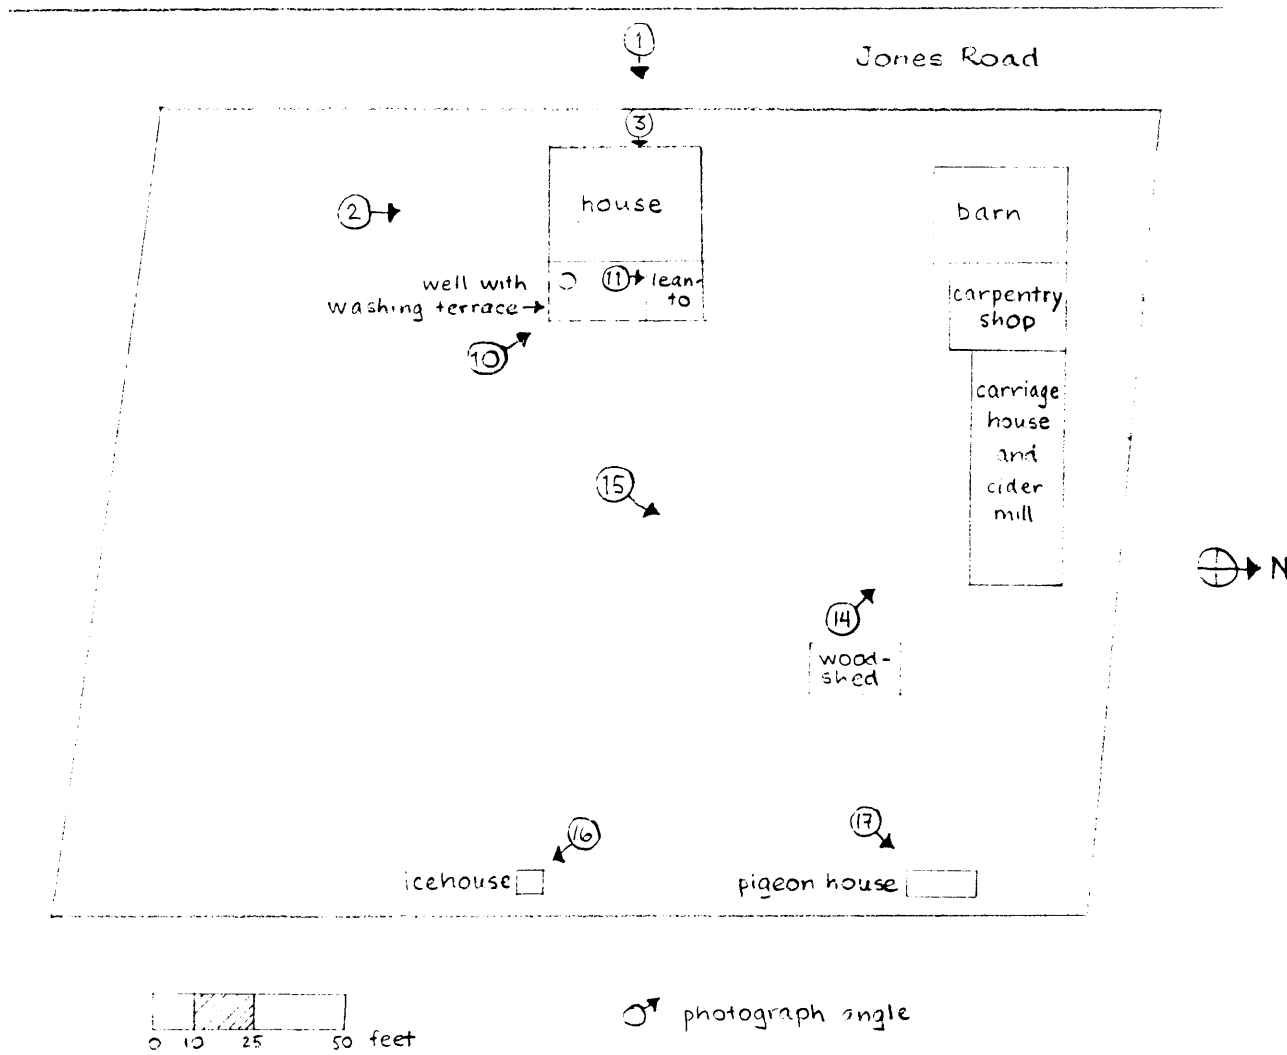 1
Jones Road
3
2
house
barn
well with
washing terrace
11
lean-
to
carpentry
shop
10
carriage
house
and
cider
mill
15
N
14
wood-
shed
16
17
icehouse
pigeon house
0 10 25 50 feet
photograph angle